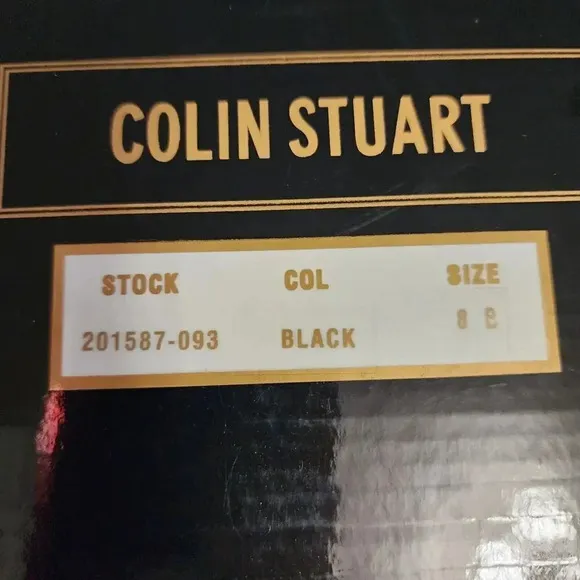 COLIN STUART
STOCK COL SIZE
201587-093 BLACK 8 B